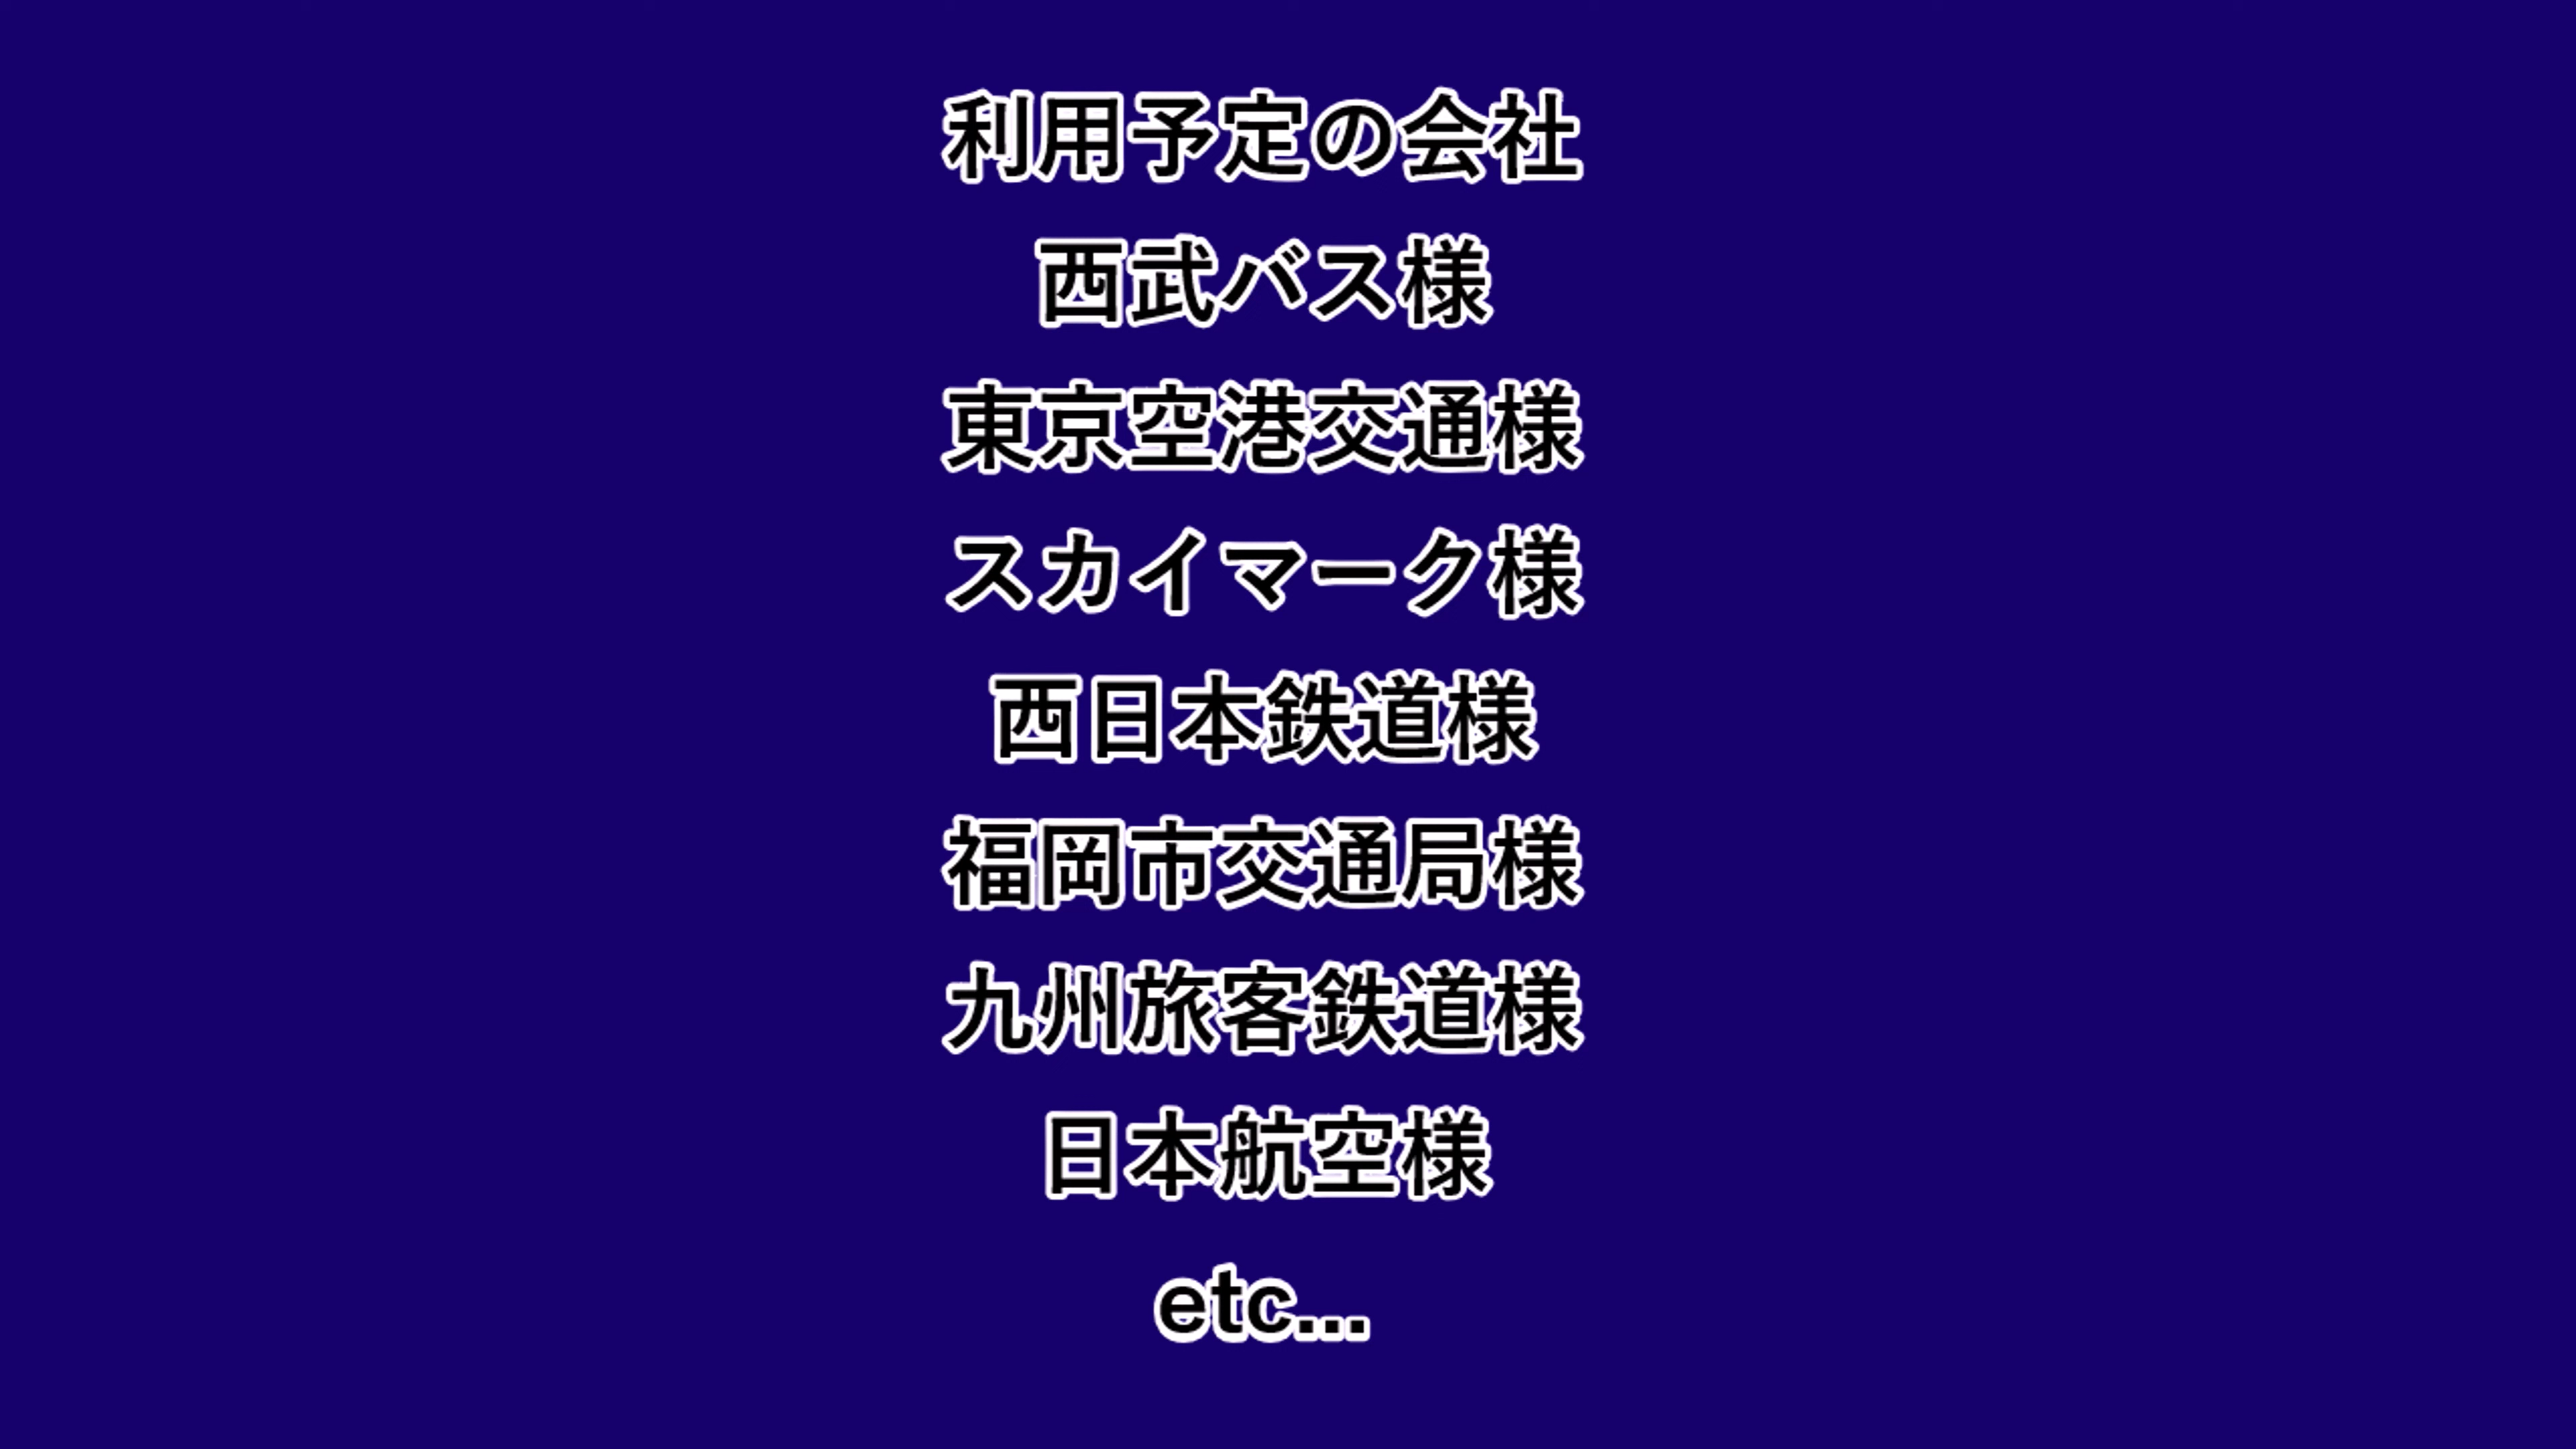 利用予定の会社
西武バス様
東京空港交通様
スカイマーク様
西日本鉄道様
福岡市交通局様
九州旅客鉄道様
日本航空様
etc...